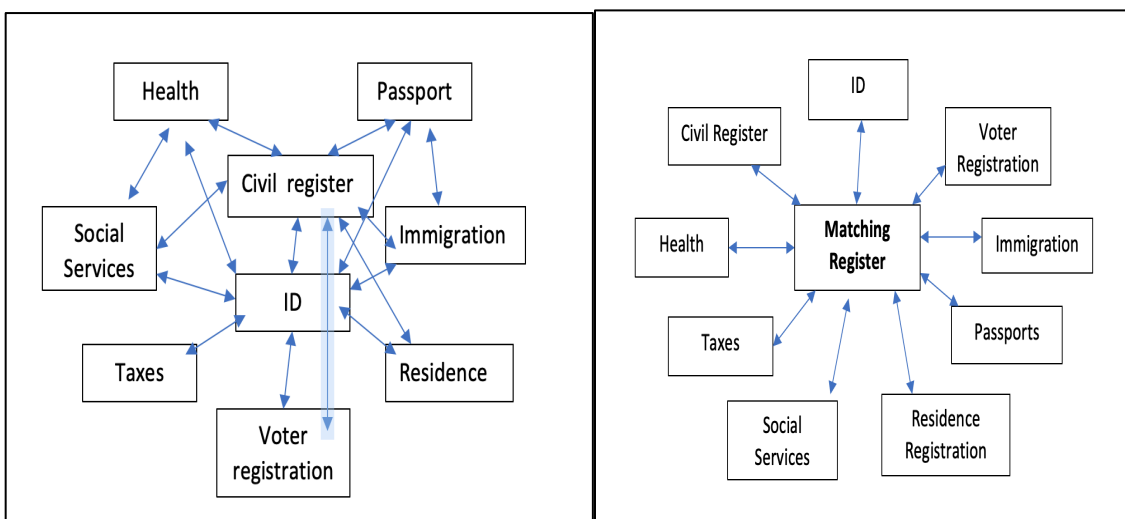 Health
Passport
Civil register
Social
Services
Immigration
ID
Taxes
Residence
Voter
registration
ID
Civil Register
Voter
Registration
Matching
Register
Health
Immigration
Taxes
Passports
Social
Services
Residence
Registration